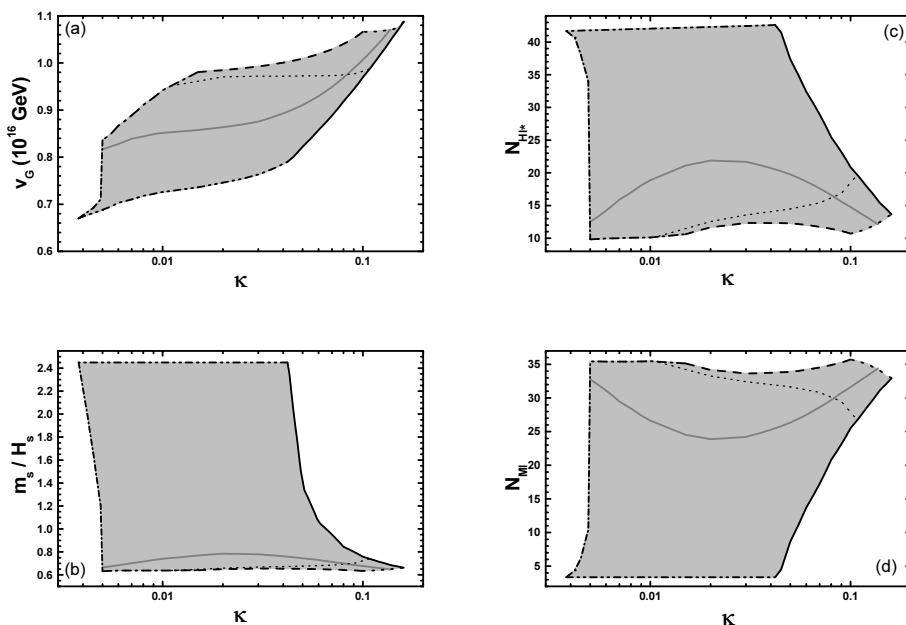 (a)
1.1
1.0
0.9
0.8
0.7
0.6
v_G (10^16 GeV)
0.01 0.1
κ
(c)
40
35
30
25
20
15
10
N_HI*
0.01 0.1
κ
(b)
2.4
2.2
2.0
1.8
1.6
1.4
1.2
1.0
0.8
0.6
m_s / H_s
0.01 0.1
κ
(d)
35
30
25
20
15
10
5
N_MI
0.01 0.1
κ